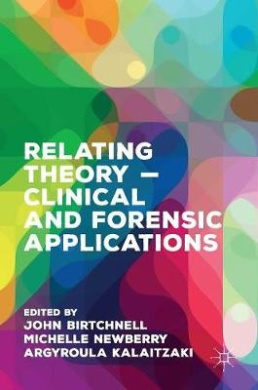 RELATING
THEORY —
CLINICAL
AND FORENSIC
APPLICATIONS
EDITED BY
JOHN BIRTCHNELL
MICHELLE NEWBERRY
ARGYROULA KALAITZAKI